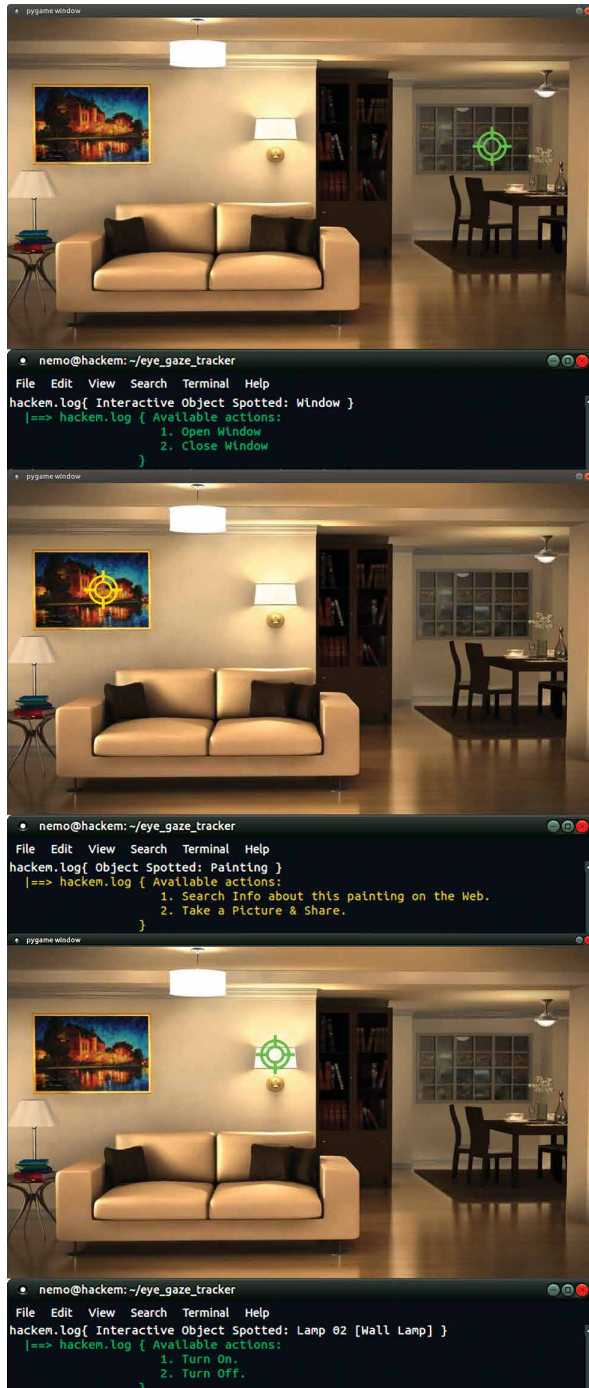 pygame window
nemo@hackem: ~/eye_gaze_tracker
File Edit View Search Terminal Help
hackem.log{ Interactive Object Spotted: Window }
|==> hackem.log { Available actions:
1. Open Window
2. Close Window
}
pygame window
nemo@hackem: ~/eye_gaze_tracker
File Edit View Search Terminal Help
hackem.log{ Object Spotted: Painting }
|==> hackem.log { Available actions:
1. Search Info about this painting on the Web.
2. Take a Picture & Share.
}
pygame window
nemo@hackem: ~/eye_gaze_tracker
File Edit View Search Terminal Help
hackem.log{ Interactive Object Spotted: Lamp 02 [Wall Lamp] }
|==> hackem.log { Available actions:
1. Turn On.
2. Turn Off.
}